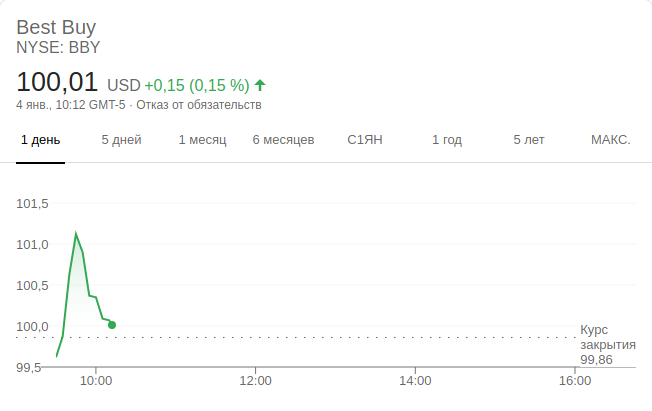 Best Buy
NYSE: BBY
100,01 USD +0,15 (0,15 %)
4 янв., 10:12 GMT-5 · Отказ от обязательств
1 день 5 дней 1 месяц 6 месяцев С1ЯН 1 год 5 лет МАКС.
101,5
101,0
100,5
100,0
Курс
закрытия
99,86
99,5
10:00 12:00 14:00 16:00